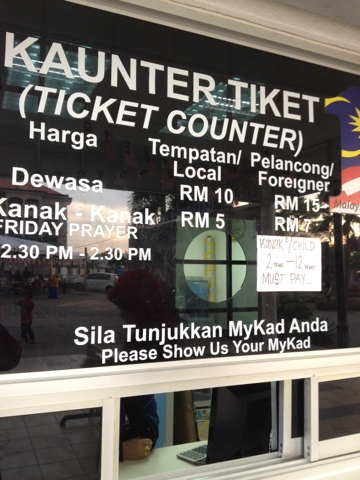 KAUNTER TIKET
(TICKET COUNTER)
Harga Tempatan/ Pelancong/
Local Foreigner
Dewasa RM 10 RM 15
Kanak - Kanak RM 5 RM 7
FRIDAY PRAYER
2.30 PM - 2.30 PM
KANAK²/CHILD
2 YEARS - 12 YEARS
MUST PAY...
Sila Tunjukkan MyKad Anda
Please Show Us Your MyKad